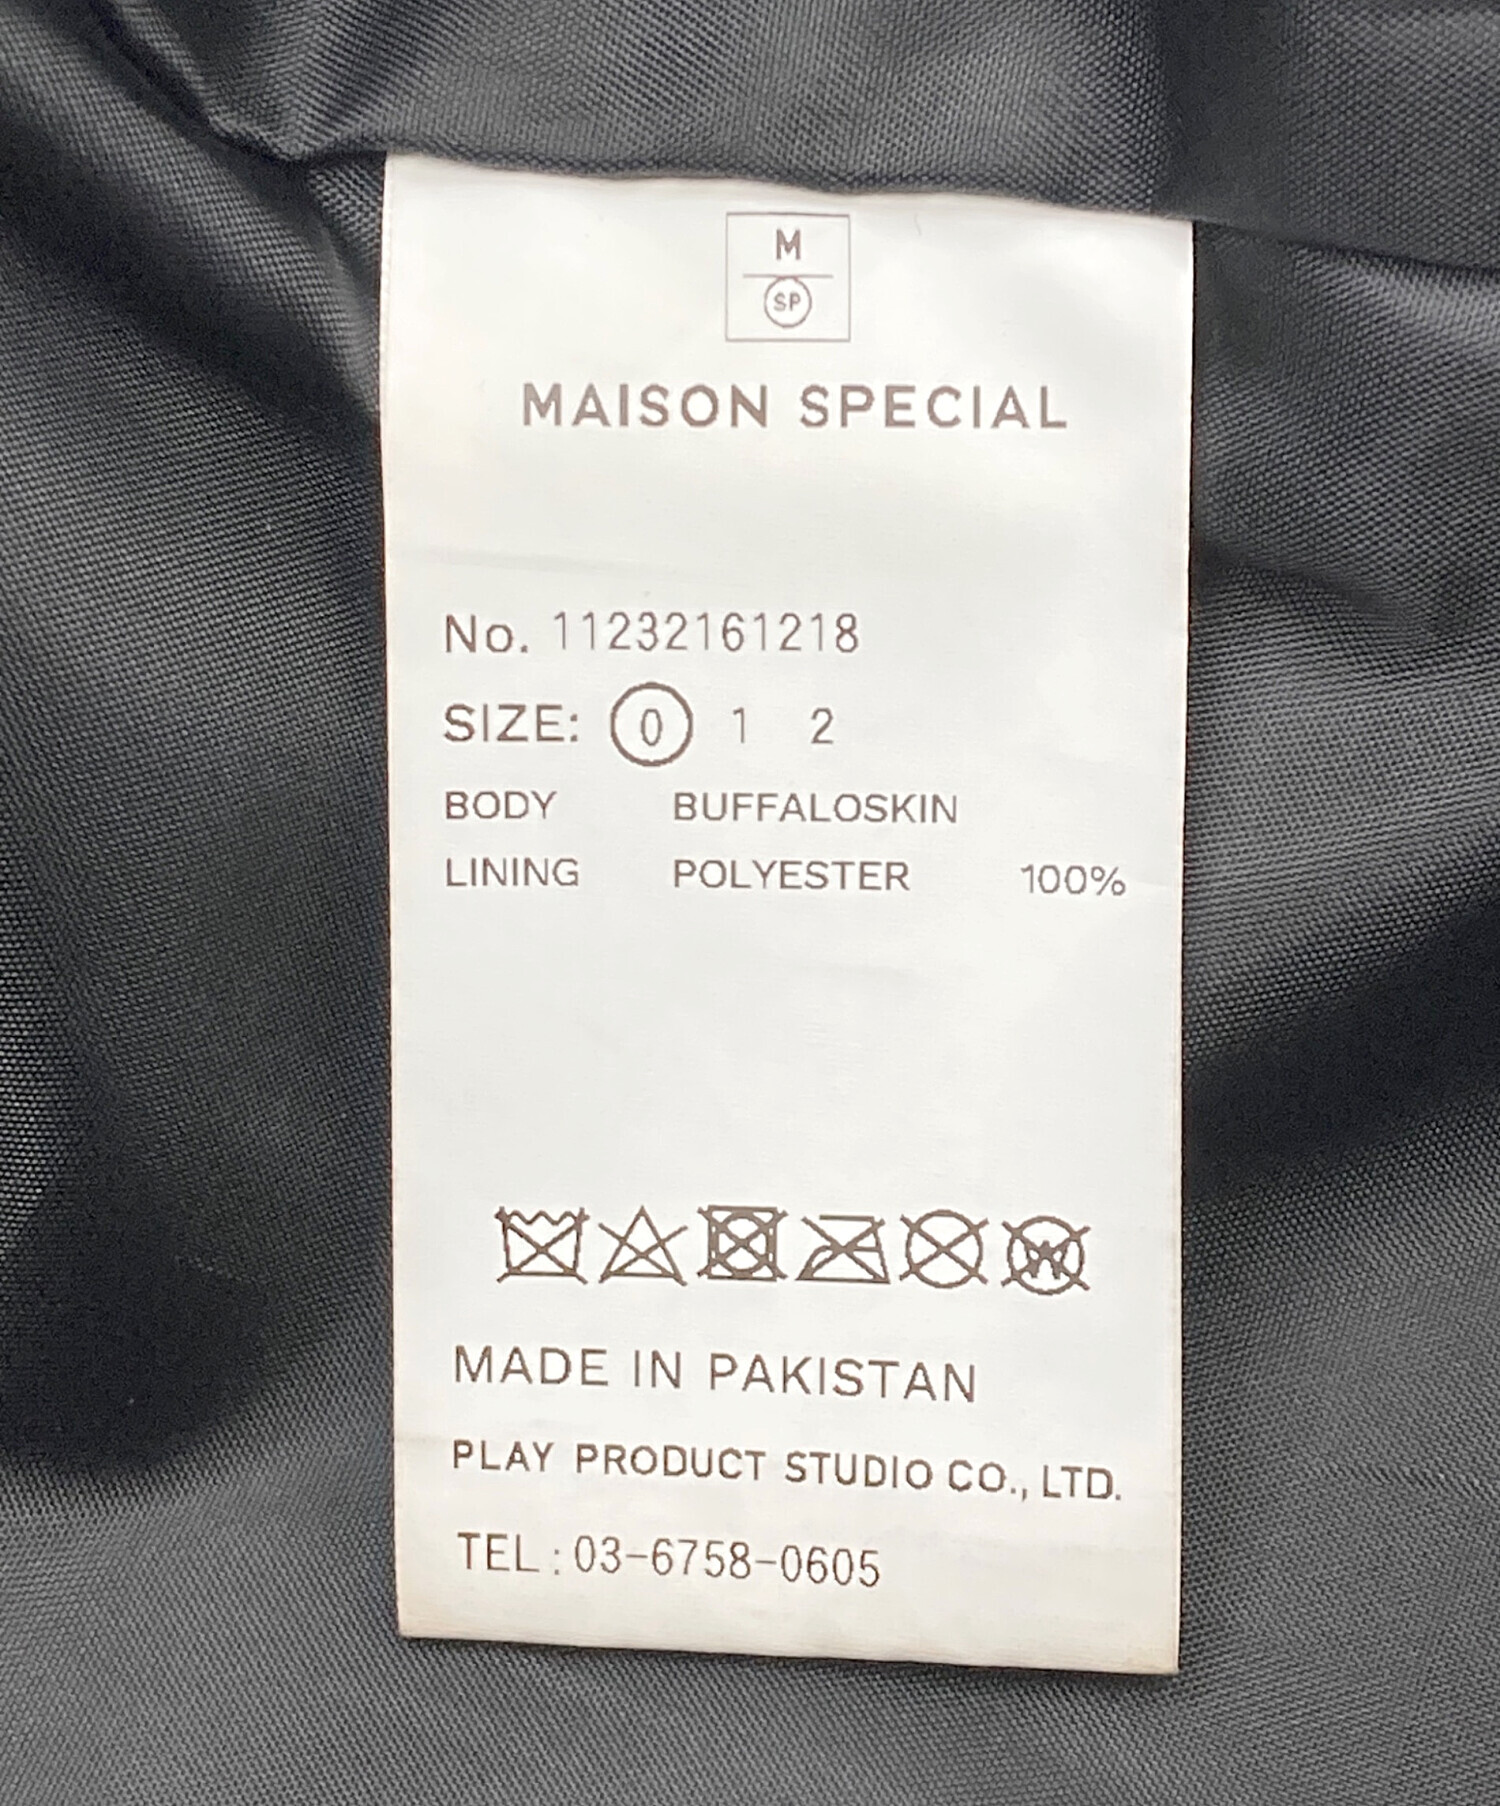 M
SP
MAISON SPECIAL
No. 11232161218
SIZE: 0 1 2
BODY BUFFALOSKIN
LINING POLYESTER 100%
W
MADE IN PAKISTAN
PLAY PRODUCT STUDIO CO., LTD.
TEL : 03-6758-0605